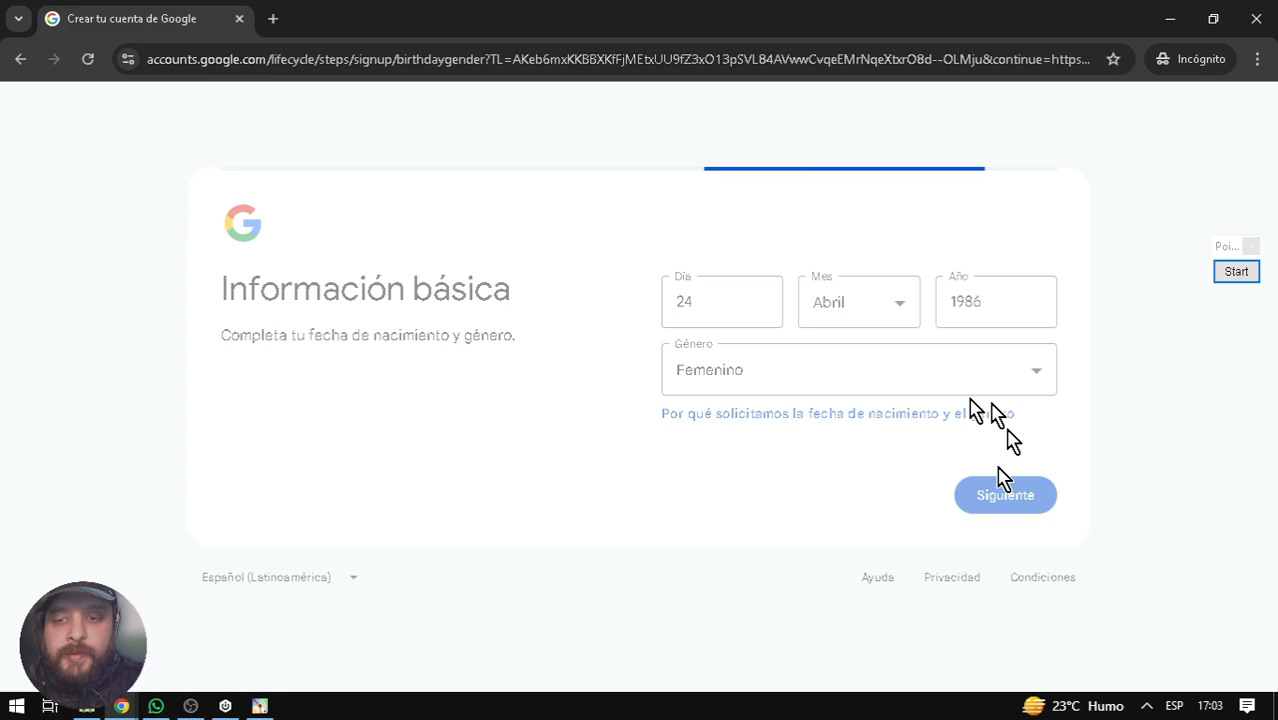 Crear tu cuenta de Google
accounts.google.com/lifecycle/steps/signup/birthdaygender?TL=AKeb6mxKKBBXKfFjMEtxUU9fZ3xO13pSVL84AVwwCvqeEMrNqeXtxrO8d--OLMju&continue=https...
Incógnito
Información básica
Completa tu fecha de nacimiento y género.
Día
Mes
Año
24
Abril
1986
Género
Femenino
Por qué solicitamos la fecha de nacimiento y el
Siguiente
Español (Latinoamérica)
Ayuda
Privacidad
Condiciones
Poi...
Start
23°C Humo
ESP
17:03